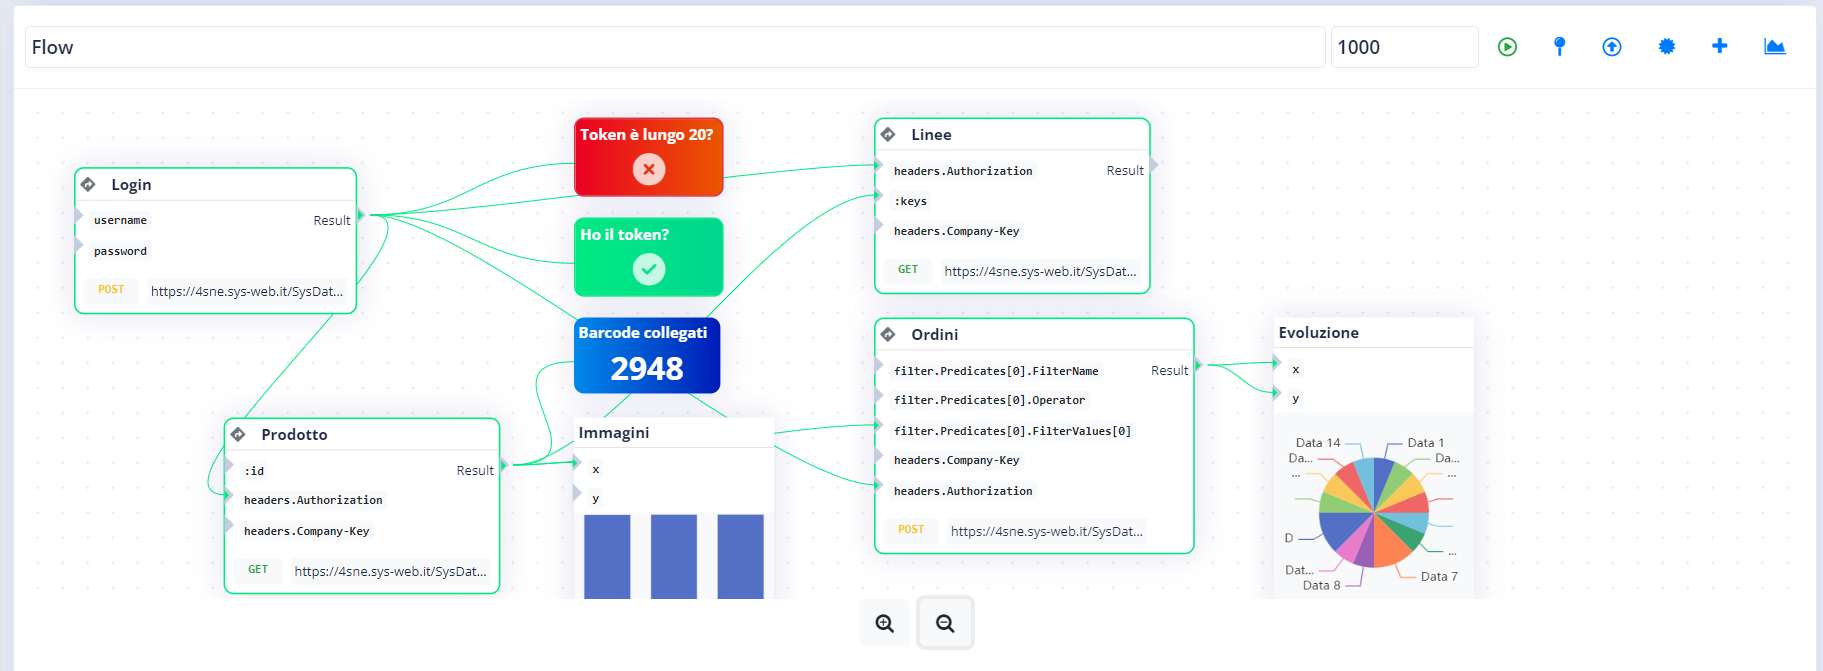 Flow
1000
Login
username
Result
password
POST
https://4sne.sys-web.it/SysDat...
Token è lungo 20?
Ho il token?
Barcode collegati
2948
Linee
headers.Authorization
Result
:keys
headers.Company-Key
GET
https://4sne.sys-web.it/SysDat...
Prodotto
:id
Result
headers.Authorization
headers.Company-Key
GET
https://4sne.sys-web.it/SysDat...
Immagini
x
y
Ordini
filter.Predicates[0].FilterName
Result
filter.Predicates[0].Operator
filter.Predicates[0].FilterValues[0]
headers.Company-Key
headers.Authorization
POST
https://4sne.sys-web.it/SysDat...
Evoluzione
x
y
Data 14
Data 1
Da...
Da...
...
...
D
...
Dat...
Data 7
Data 8